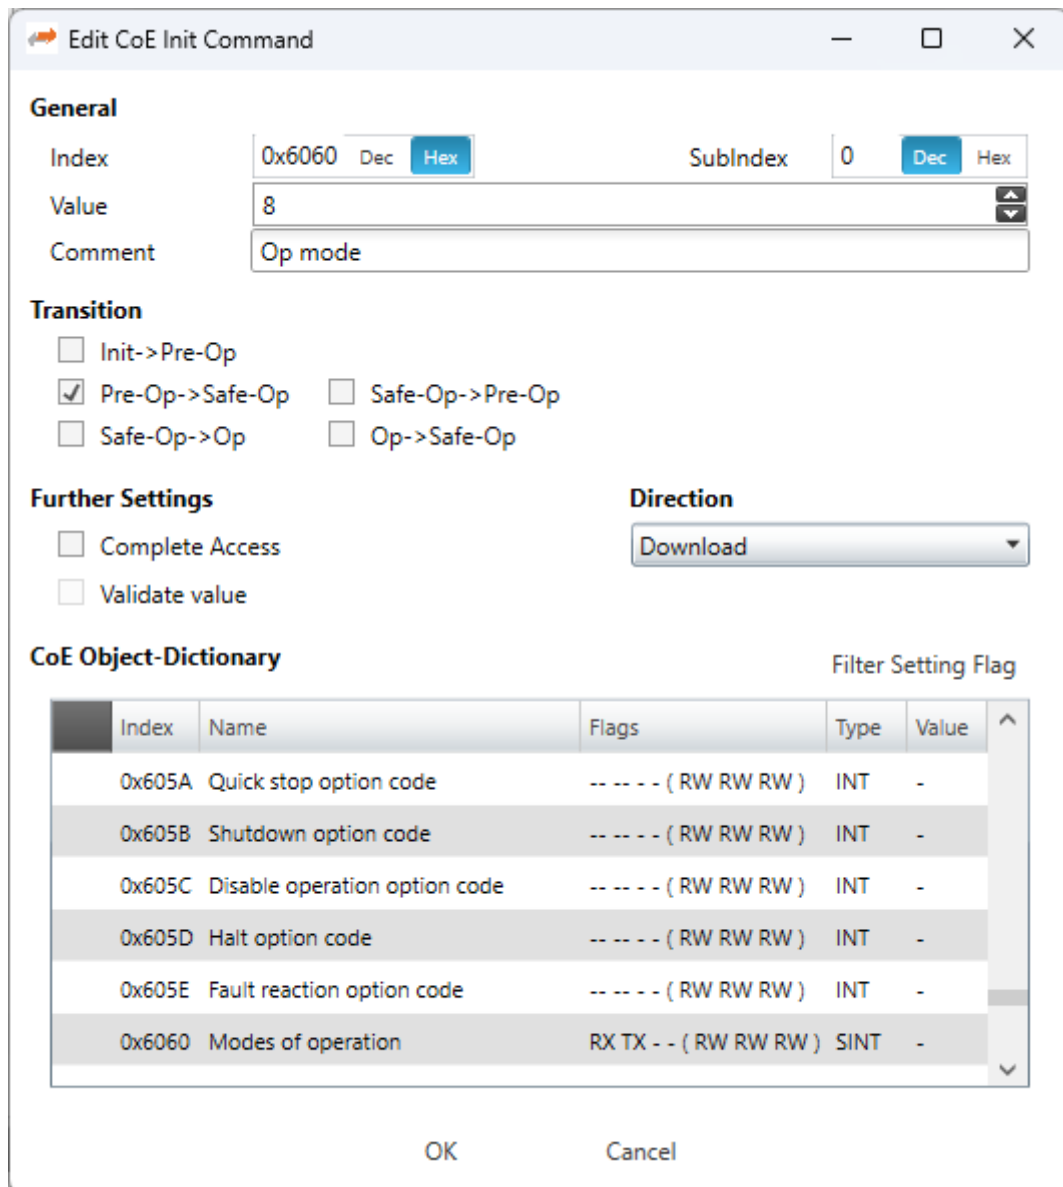 Edit CoE Init Command
General
Index 0x6060 Dec Hex SubIndex 0 Dec Hex
Value 8
Comment Op mode
Transition
Init->Pre-Op
Pre-Op->Safe-Op Safe-Op->Pre-Op
Safe-Op->Op Op->Safe-Op
Further Settings Direction
Complete Access Download
Validate value
CoE Object-Dictionary Filter Setting Flag
Index Name Flags Type Value
0x605A Quick stop option code -- -- - - ( RW RW RW ) INT -
0x605B Shutdown option code -- -- - - ( RW RW RW ) INT -
0x605C Disable operation option code -- -- - - ( RW RW RW ) INT -
0x605D Halt option code -- -- - - ( RW RW RW ) INT -
0x605E Fault reaction option code -- -- - - ( RW RW RW ) INT -
0x6060 Modes of operation RX TX - - ( RW RW RW ) SINT -
OK Cancel